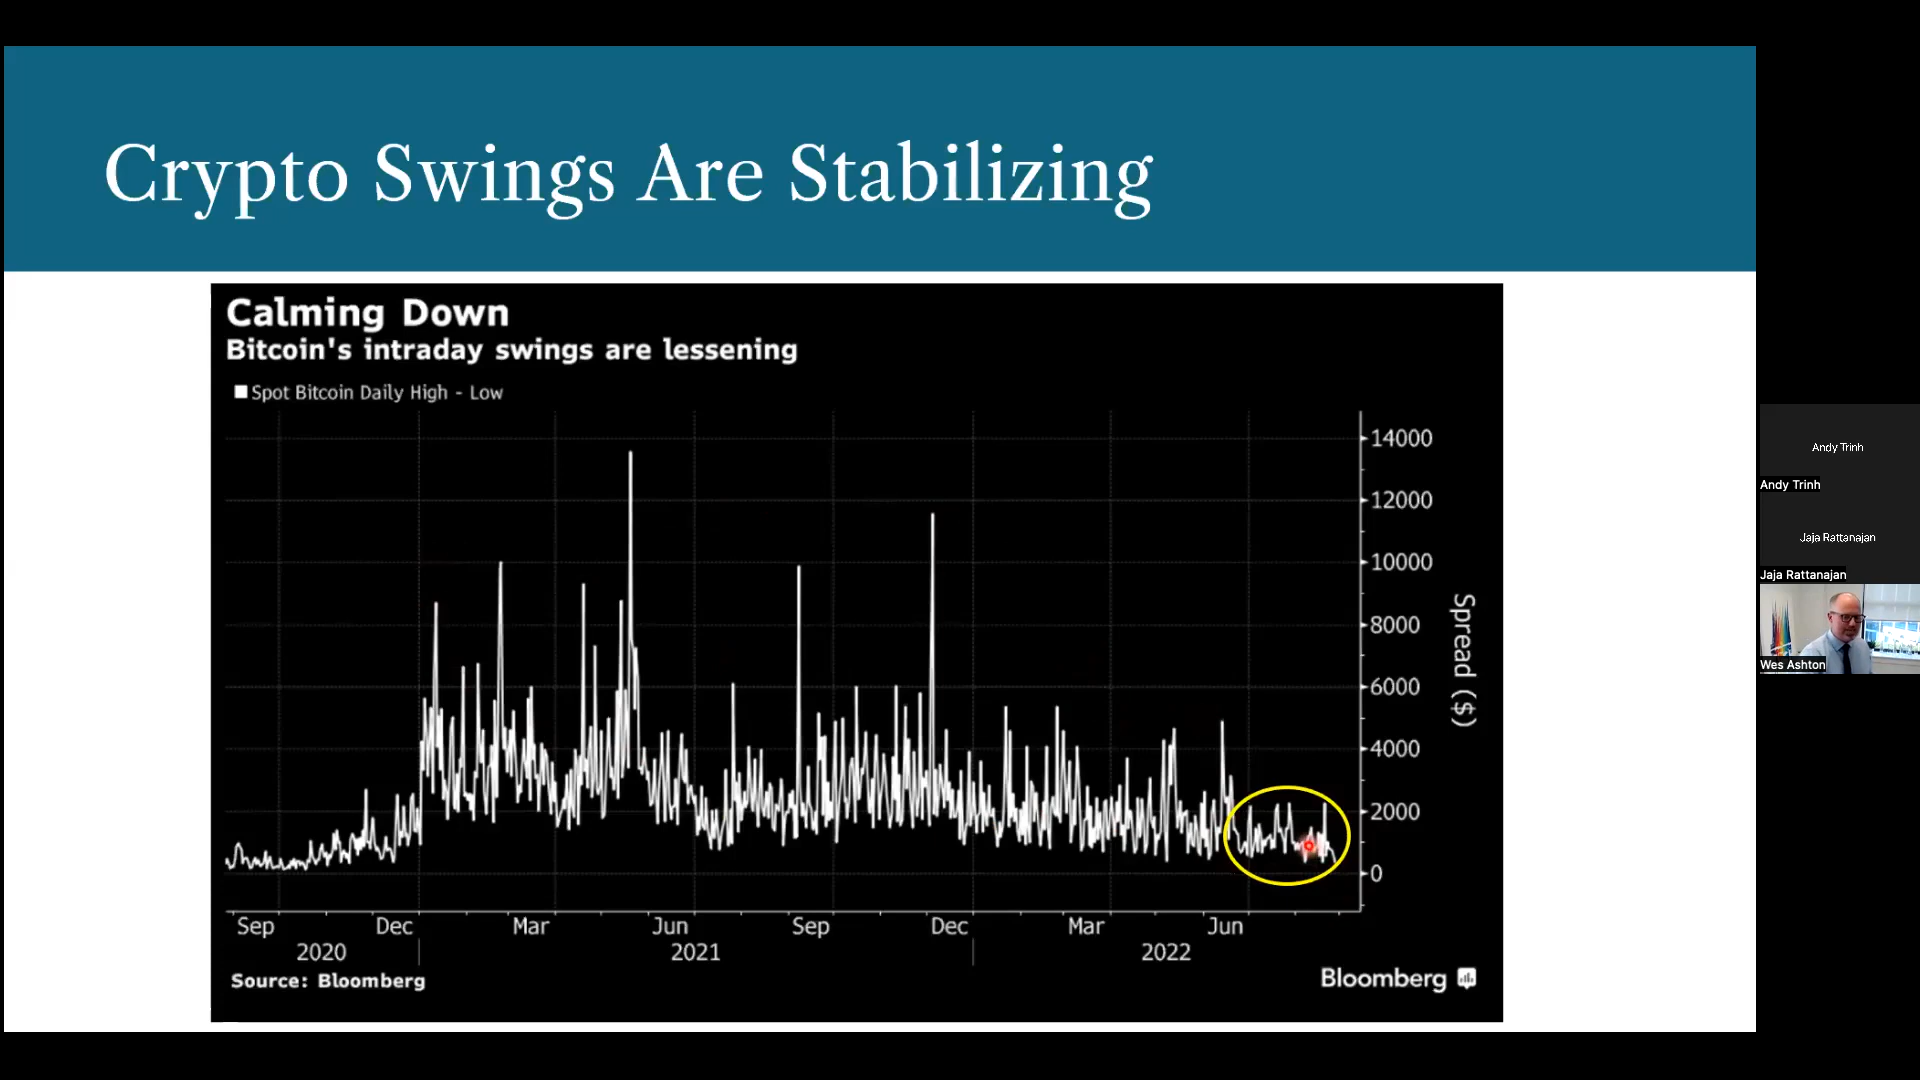 Crypto Swings Are Stabilizing
Calming Down
Bitcoin's intraday swings are lessening
Spot Bitcoin Daily High - Low
14000
12000
10000
8000
6000
4000
2000
0
Spread ($)
Sep Dec Mar Jun Sep Dec Mar Jun
2020 2021 2022
Source: Bloomberg
Bloomberg
Andy Trinh
Andy Trinh
Jaja Rattanajan
Jaja Rattanajan
Wes Ashton